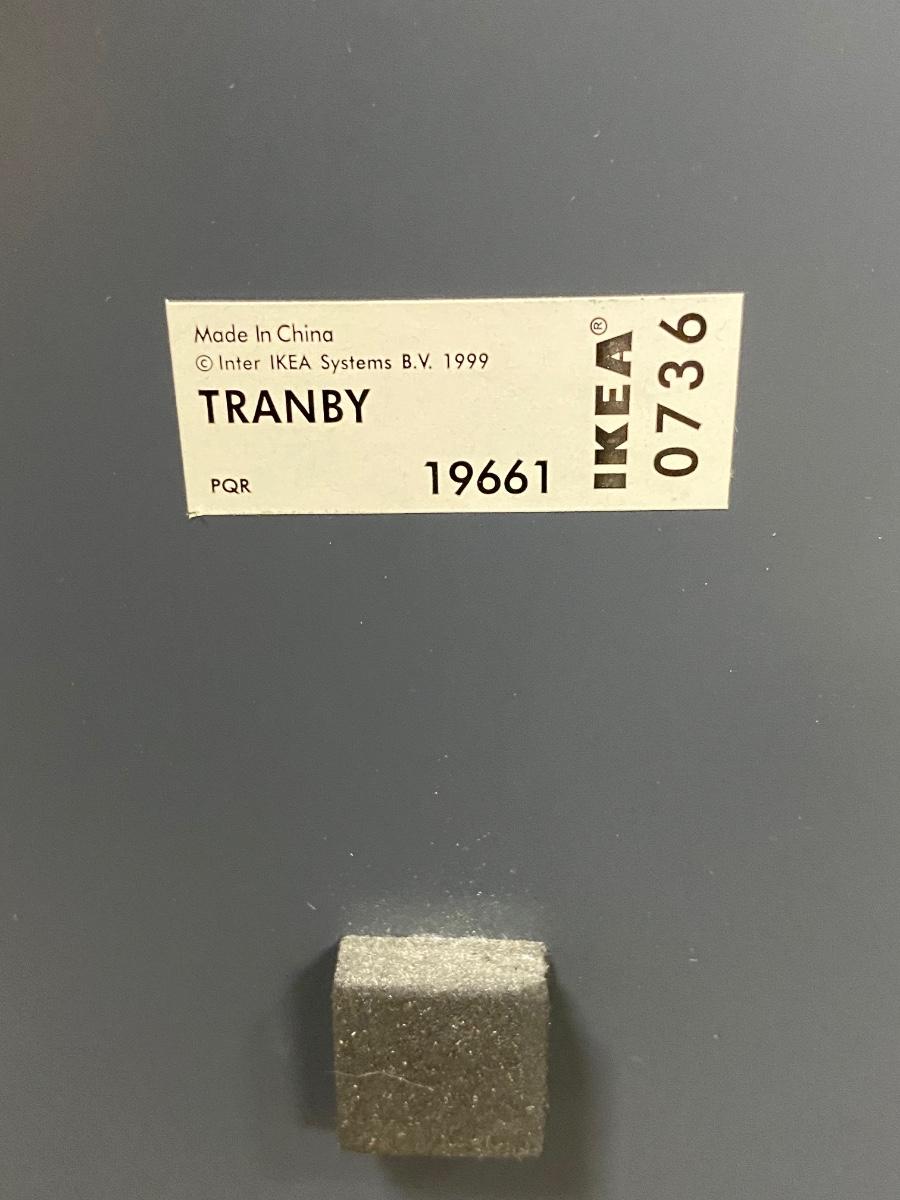 Made In China
© Inter IKEA Systems B.V. 1999
TRANBY
PQR 19661
IKEA®
0736